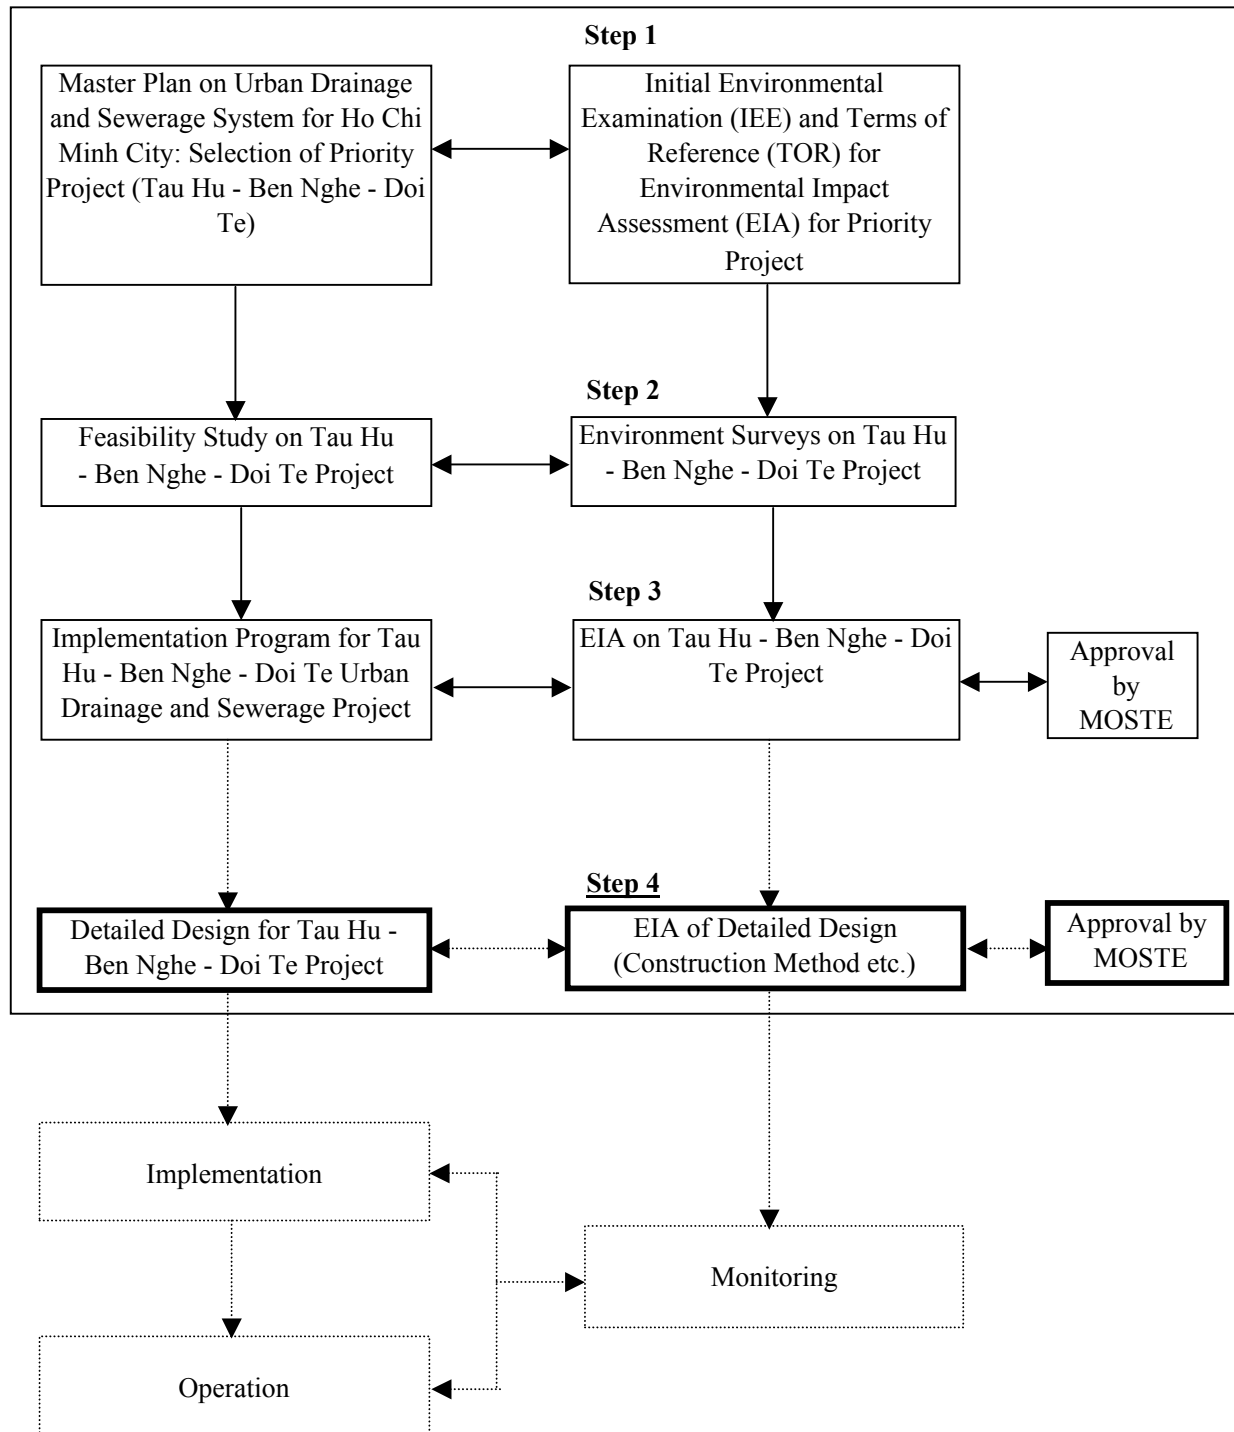 Step 1
Master Plan on Urban Drainage
and Sewerage System for Ho Chi
Minh City: Selection of Priority
Project (Tau Hu - Ben Nghe - Doi
Te)
Initial Environmental
Examination (IEE) and Terms of
Reference (TOR) for
Environmental Impact
Assessment (EIA) for Priority
Project
Step 2
Feasibility Study on Tau Hu
- Ben Nghe - Doi Te Project
Environment Surveys on Tau Hu
- Ben Nghe - Doi Te Project
Step 3
Implementation Program for Tau
Hu - Ben Nghe - Doi Te Urban
Drainage and Sewerage Project
EIA on Tau Hu - Ben Nghe - Doi
Te Project
Approval
by
MOSTE
Step 4
Detailed Design for Tau Hu -
Ben Nghe - Doi Te Project
EIA of Detailed Design
(Construction Method etc.)
Approval by
MOSTE
Implementation
Monitoring
Operation